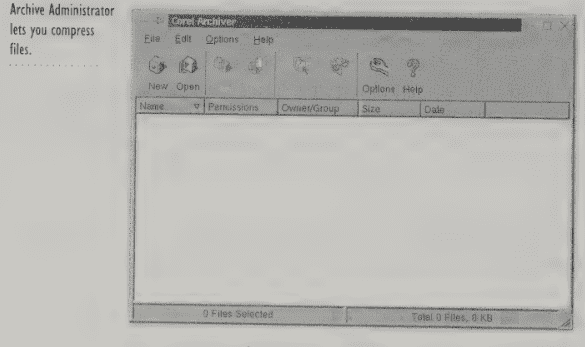 Archive Administrator
lets you compress
files.
Corel Archiver
File Edit Options Help
New Open Options Help
Name Permissions Owner/Group Size Date
0 Files Selected
Total 0 Files, 0 KB